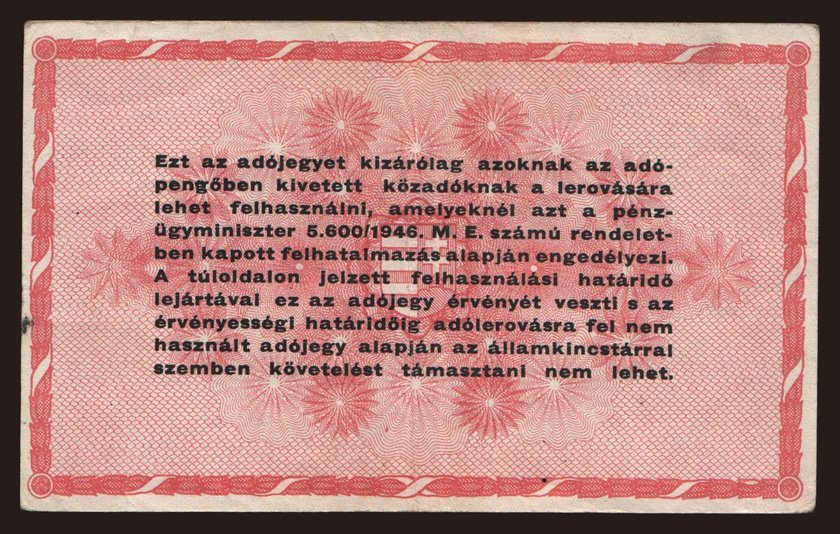 Ezt az adójegyet kizárólag azoknak az adó-
pengőben kivetett közadóknak a lerovására
lehet felhasználni, amelyeknél azt a pénz-
ügyminiszter 5.600/1946. M. E. számú rendelet-
ben kapott felhatalmazás alapján engedélyezi.
A túloldalon jelzett felhasználási határidő
lejártával ez az adójegy érvényét veszti s az
érvényességi határidőig adólerovásra fel nem
használt adójegy alapján az államkincstárral
szemben követelést támasztani nem lehet.